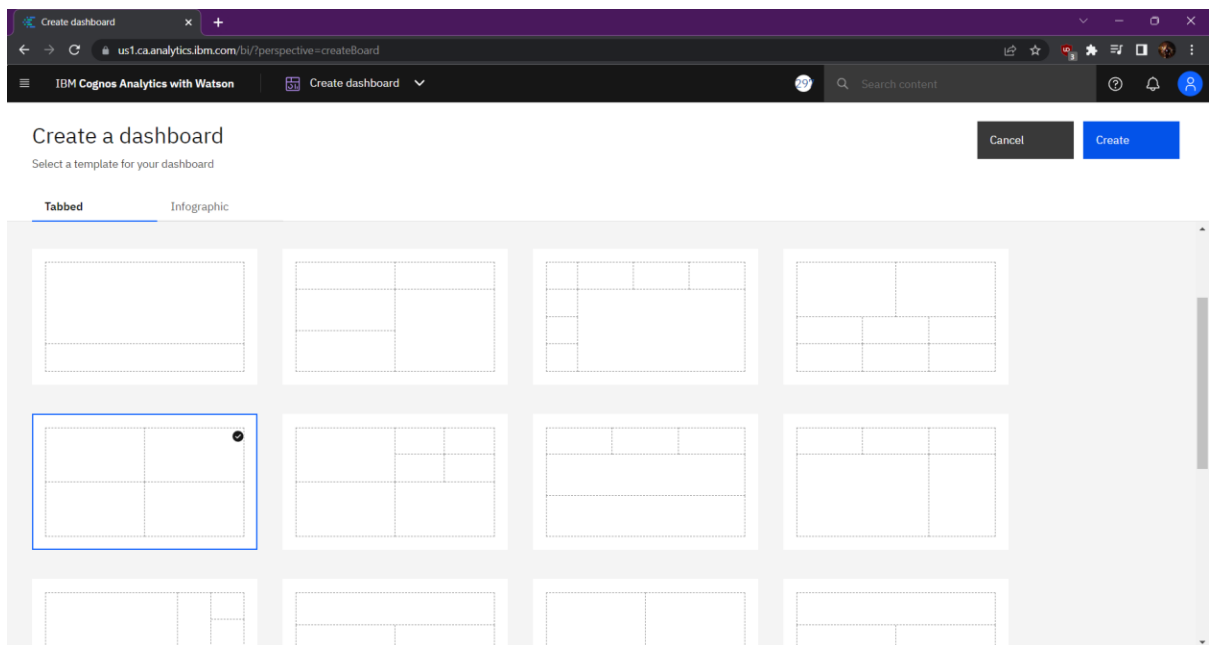 Create dashboard
us1.ca.analytics.ibm.com/bi/?perspective=createBoard
3
IBM Cognos Analytics with Watson
Create dashboard
Search content
Create a dashboard
Cancel
Create
Select a template for your dashboard
Tabbed
Infographic